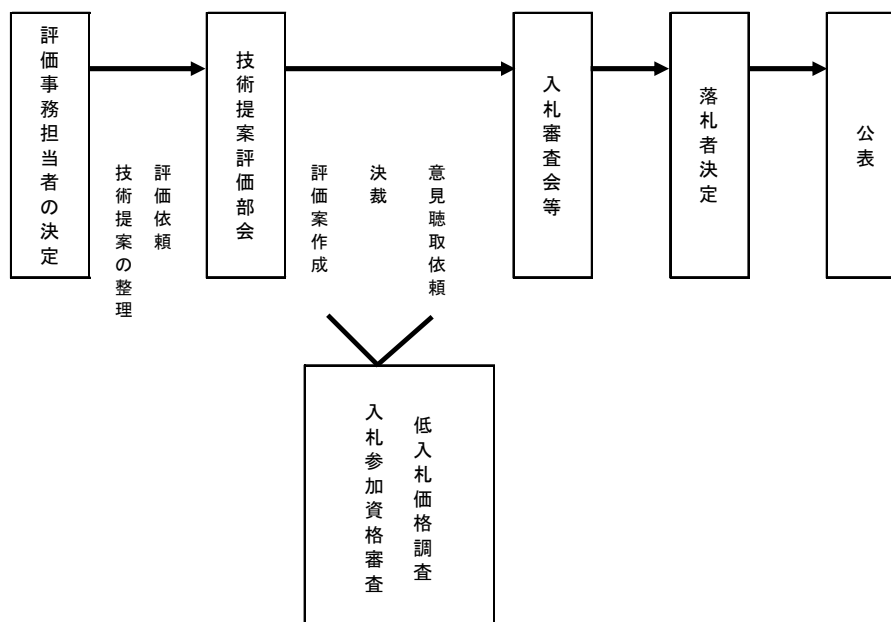 評価事務担当者の決定
技術提案の整理
評価依頼
技術提案評価部会
評価案作成
決裁
意見聴取依頼
入札審査会等
落札者決定
公表
入札参加資格審査
低入札価格調査